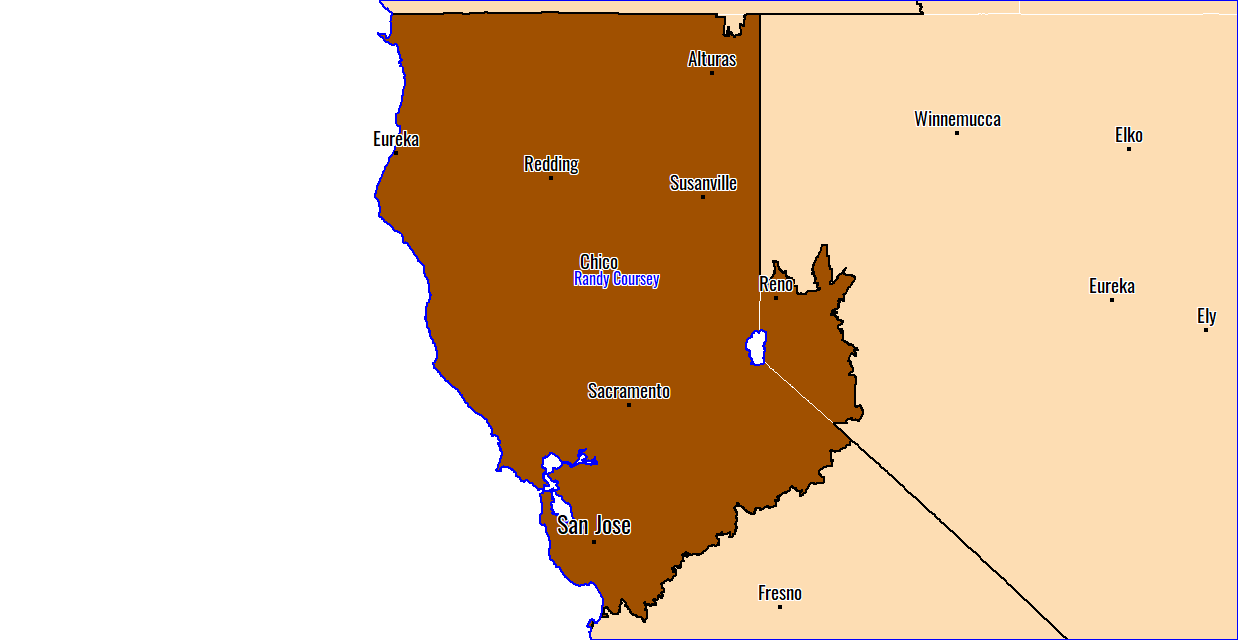 Alturas
Winnemucca
Elko
Eureka
Redding
Susanville
Chico
Randy Coursey
Reno
Eureka
Ely
Sacramento
San Jose
Fresno